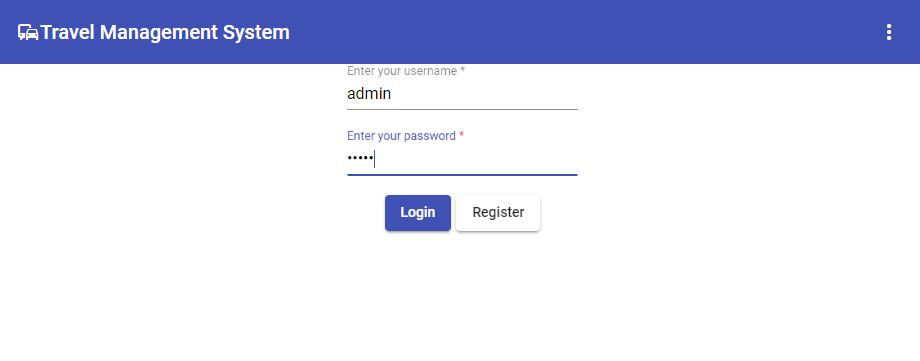 Travel Management System
Enter your username *
admin
Enter your password *
•••••
Login
Register